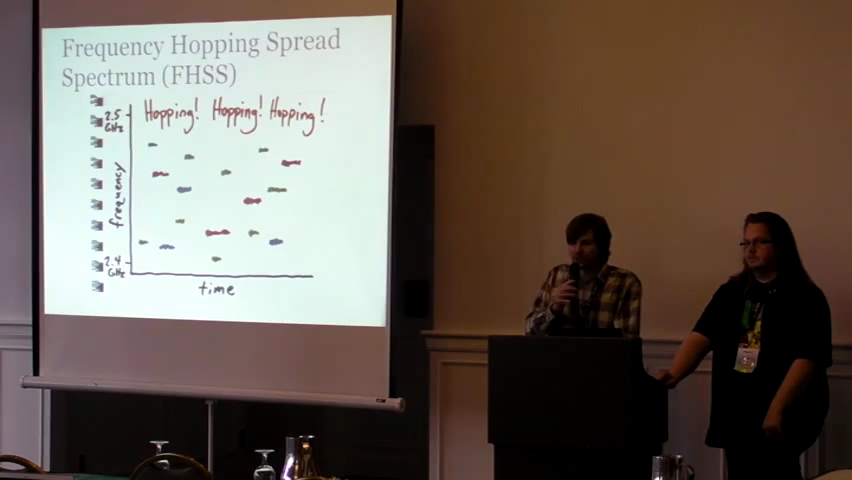 Frequency Hopping Spread
Spectrum (FHSS)
Hopping! Hopping! Hopping!
2.5
GHz
frequency
2.4
GHz
time